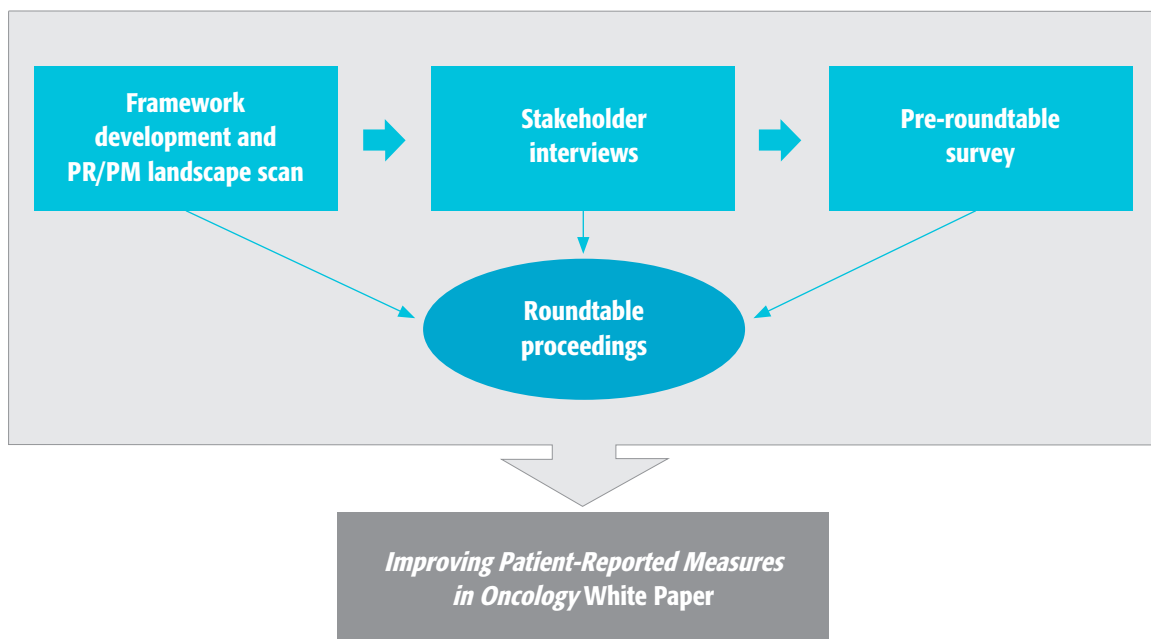 Framework
development and
PR/PM landscape scan
Stakeholder
interviews
Pre-roundtable
survey
Roundtable
proceedings
Improving Patient-Reported Measures
in Oncology White Paper